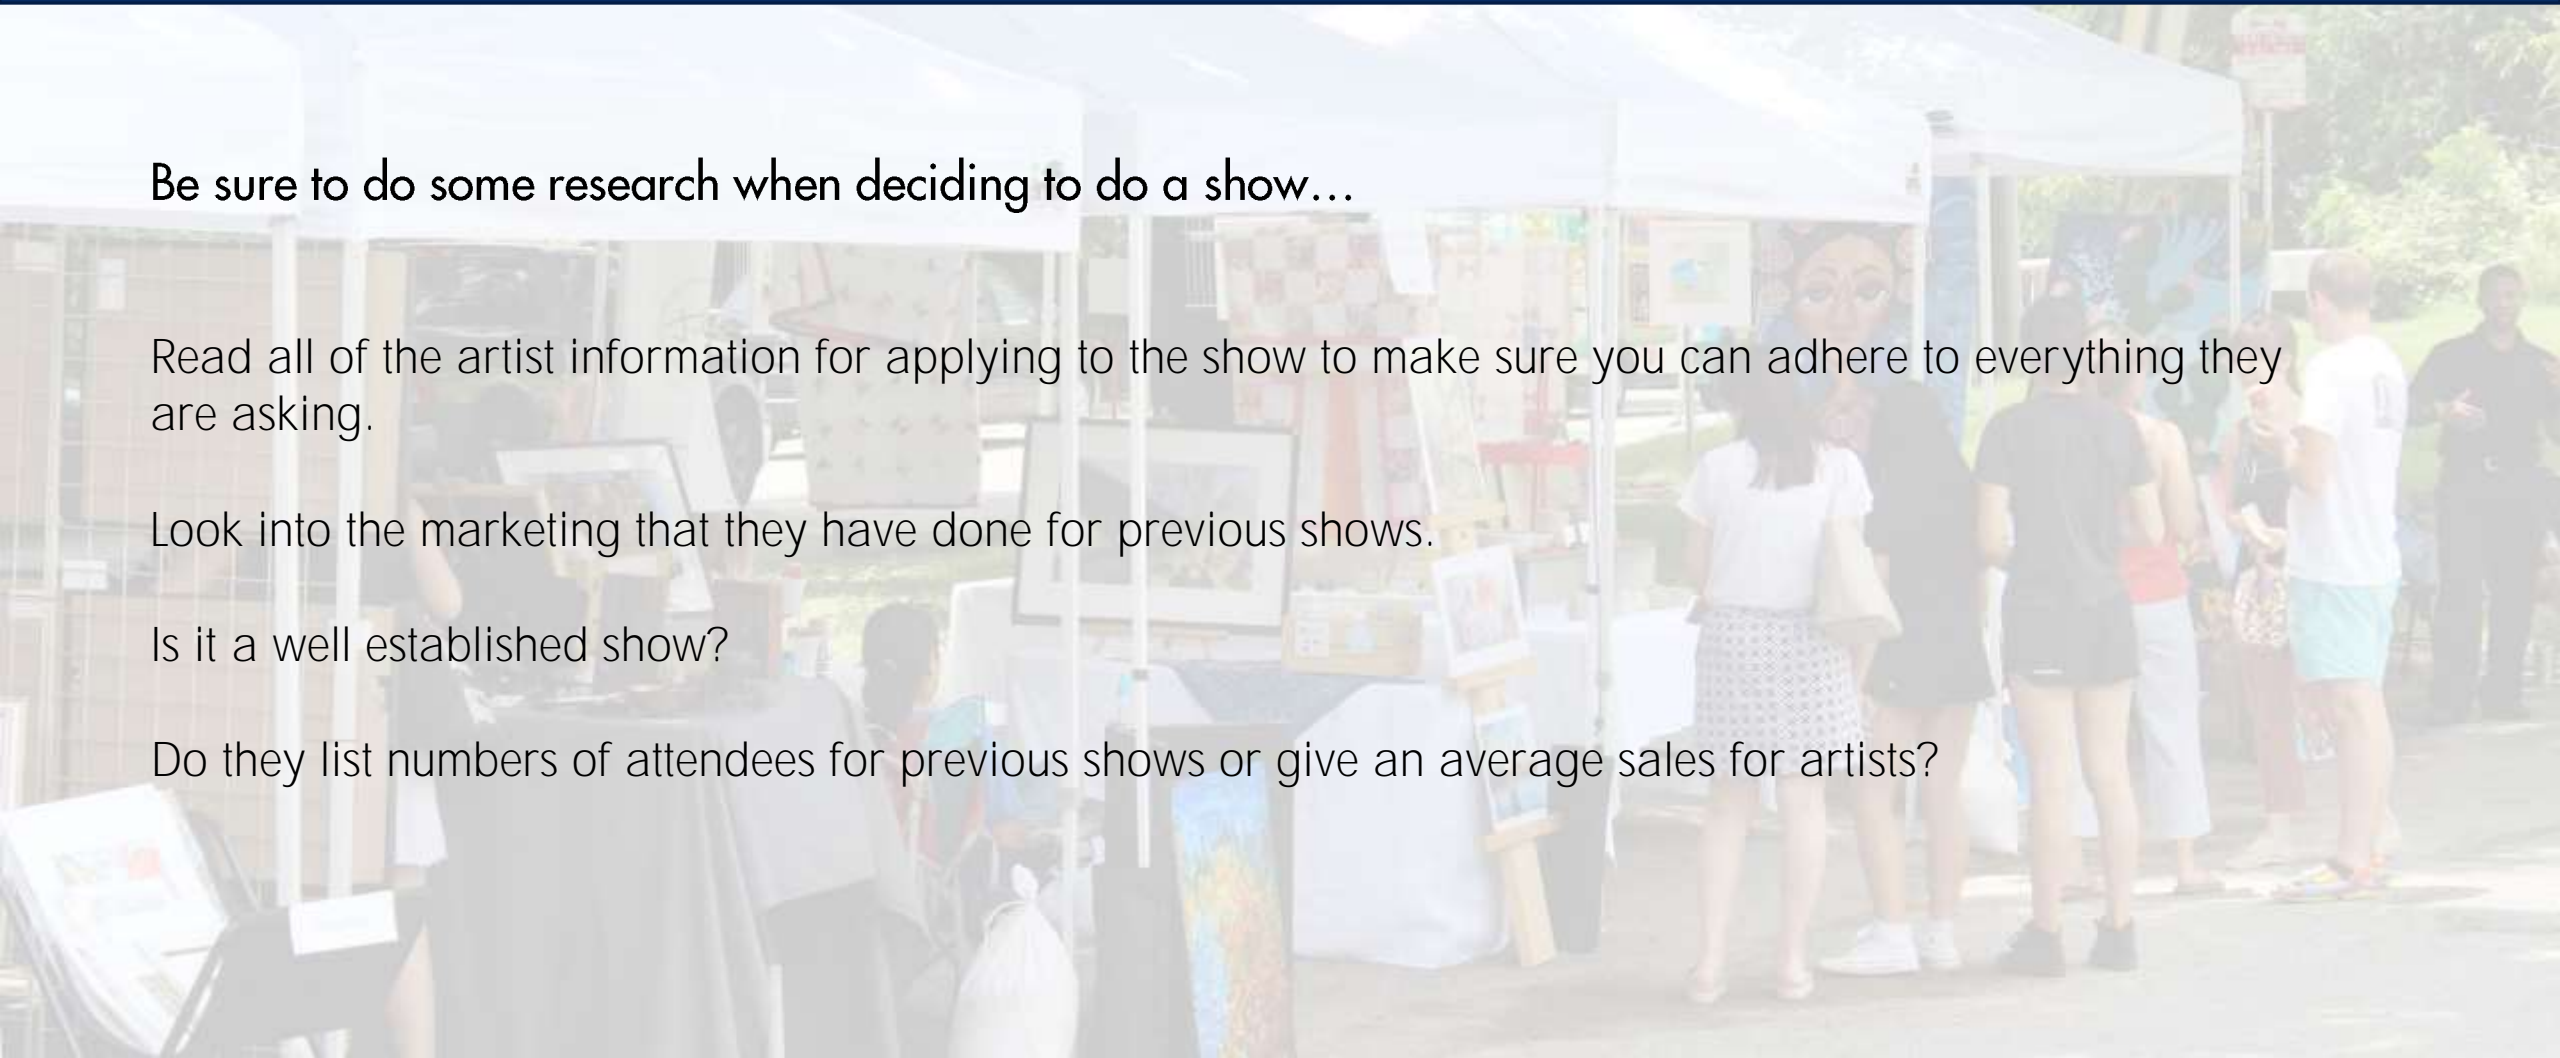 Be sure to do some research when deciding to do a show…
Read all of the artist information for applying to the show to make sure you can adhere to everything they
are asking.
Look into the marketing that they have done for previous shows.
Is it a well established show?
Do they list numbers of attendees for previous shows or give an average sales for artists?